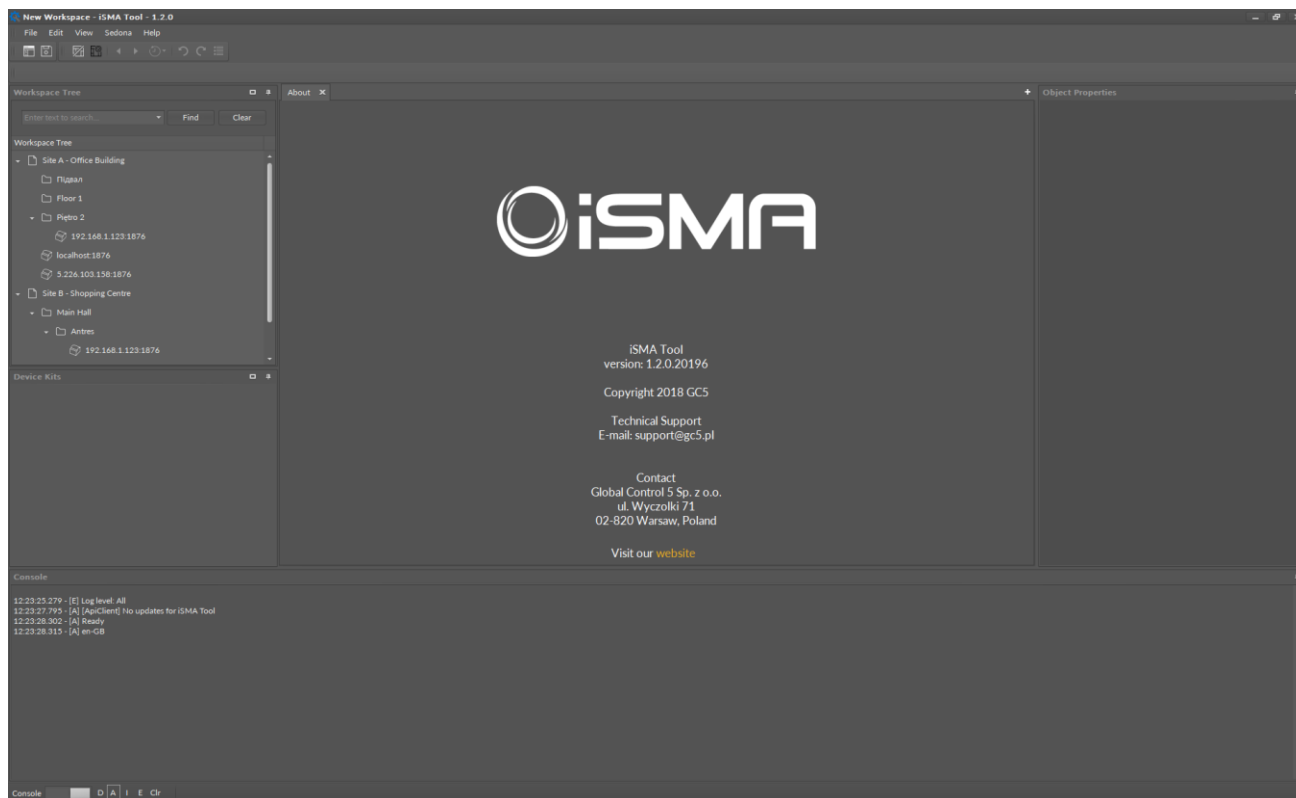 New Workspace - iSMA Tool - 1.2.0
File Edit View Sedona Help
Workspace Tree
About
Object Properties
Enter text to search...
Find
Clear
Workspace Tree
Site A - Office Building
Підвал
Floor 1
Piętro 2
192.168.1.123:1876
localhost:1876
5.226.103.158:1876
Site B - Shopping Centre
Main Hall
Antres
192.168.1.123:1876
Device Kits
iSMA
iSMA Tool
version: 1.2.0.20196
Copyright 2018 GC5
Technical Support
E-mail: support@gc5.pl
Contact
Global Control 5 Sp. z o.o.
ul. Wyczolki 71
02-820 Warsaw, Poland
Visit our website
Console
12:23:25.279 - [E] Log level: All
12:23:27.795 - [A] [ApiClient] No updates for iSMA Tool
12:23:28.302 - [A] Ready
12:23:28.315 - [A] en-GB
Console D A I E Clr